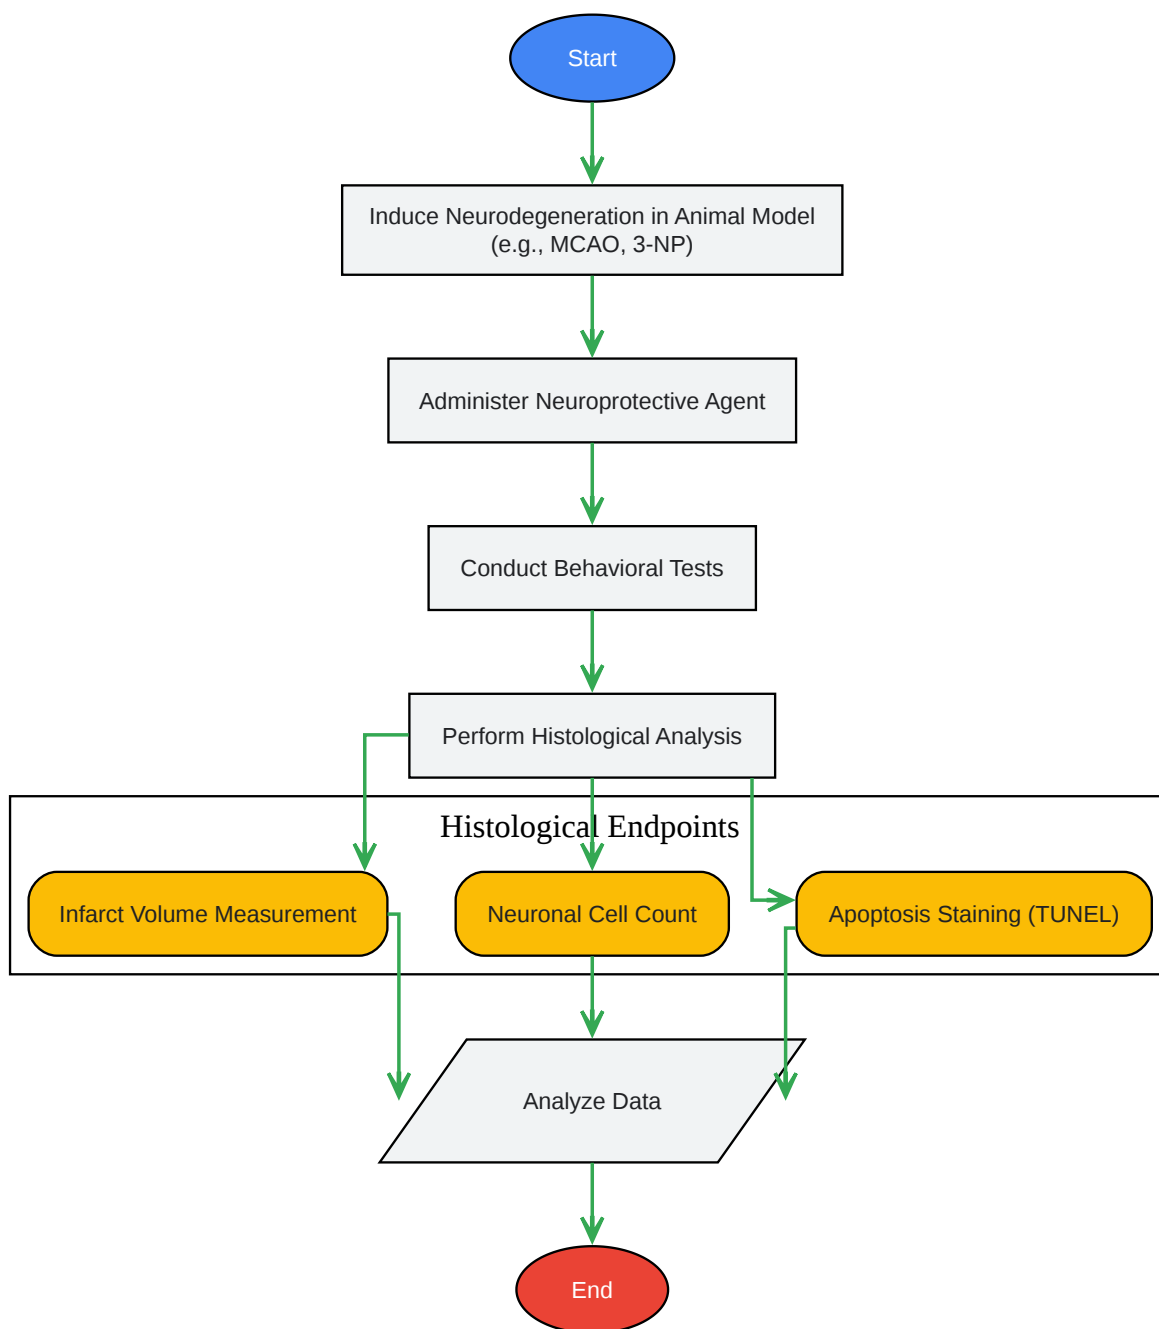 Start
Induce Neurodegeneration in Animal Model
(e.g., MCAO, 3-NP)
Administer Neuroprotective Agent
Conduct Behavioral Tests
Perform Histological Analysis
Histological Endpoints
Infarct Volume Measurement
Neuronal Cell Count
Apoptosis Staining (TUNEL)
Analyze Data
End